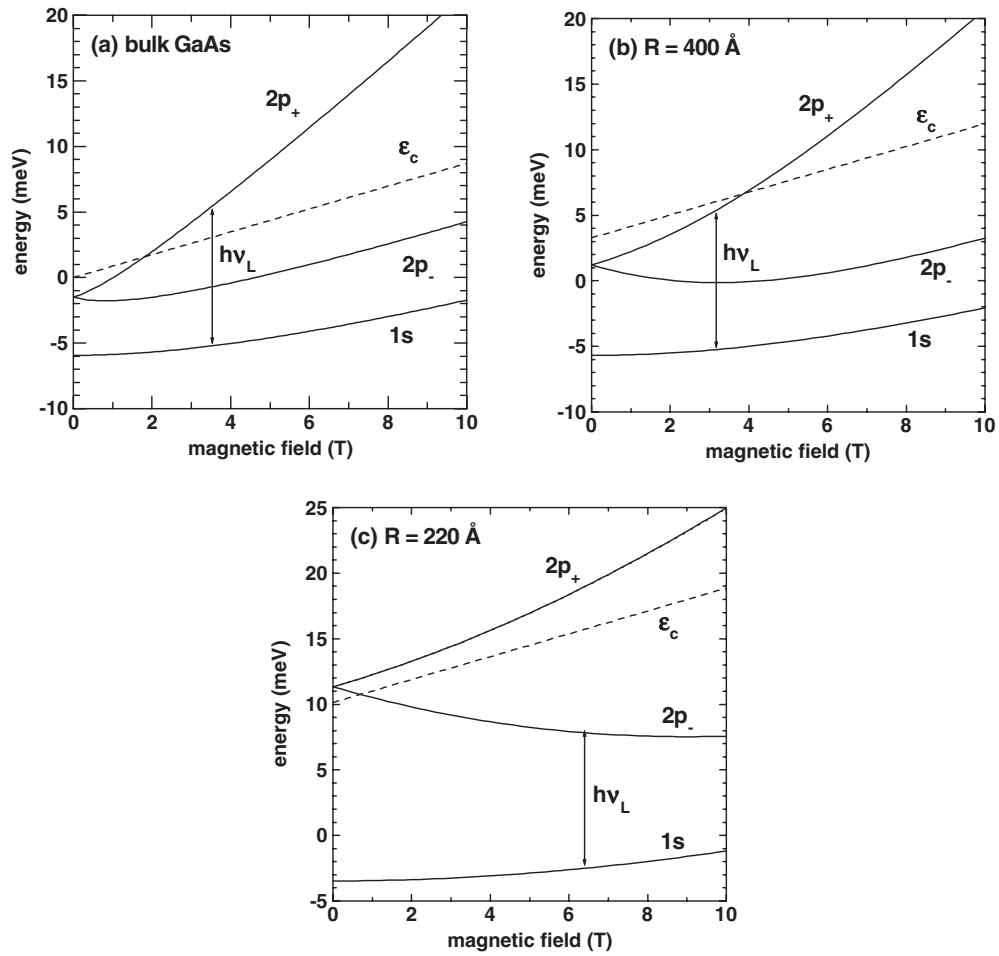 (a) bulk GaAs
energy (meV)
20
15
10
5
0
-5
-10
2p+
εc
hνL
2p-
1s
0 2 4 6 8 10
magnetic field (T)
(b) R = 400 Å
energy (meV)
20
15
10
5
0
-5
-10
2p+
εc
hνL
2p-
1s
0 2 4 6 8 10
magnetic field (T)
(c) R = 220 Å
energy (meV)
25
20
15
10
5
0
-5
2p+
εc
2p-
hνL
1s
0 2 4 6 8 10
magnetic field (T)